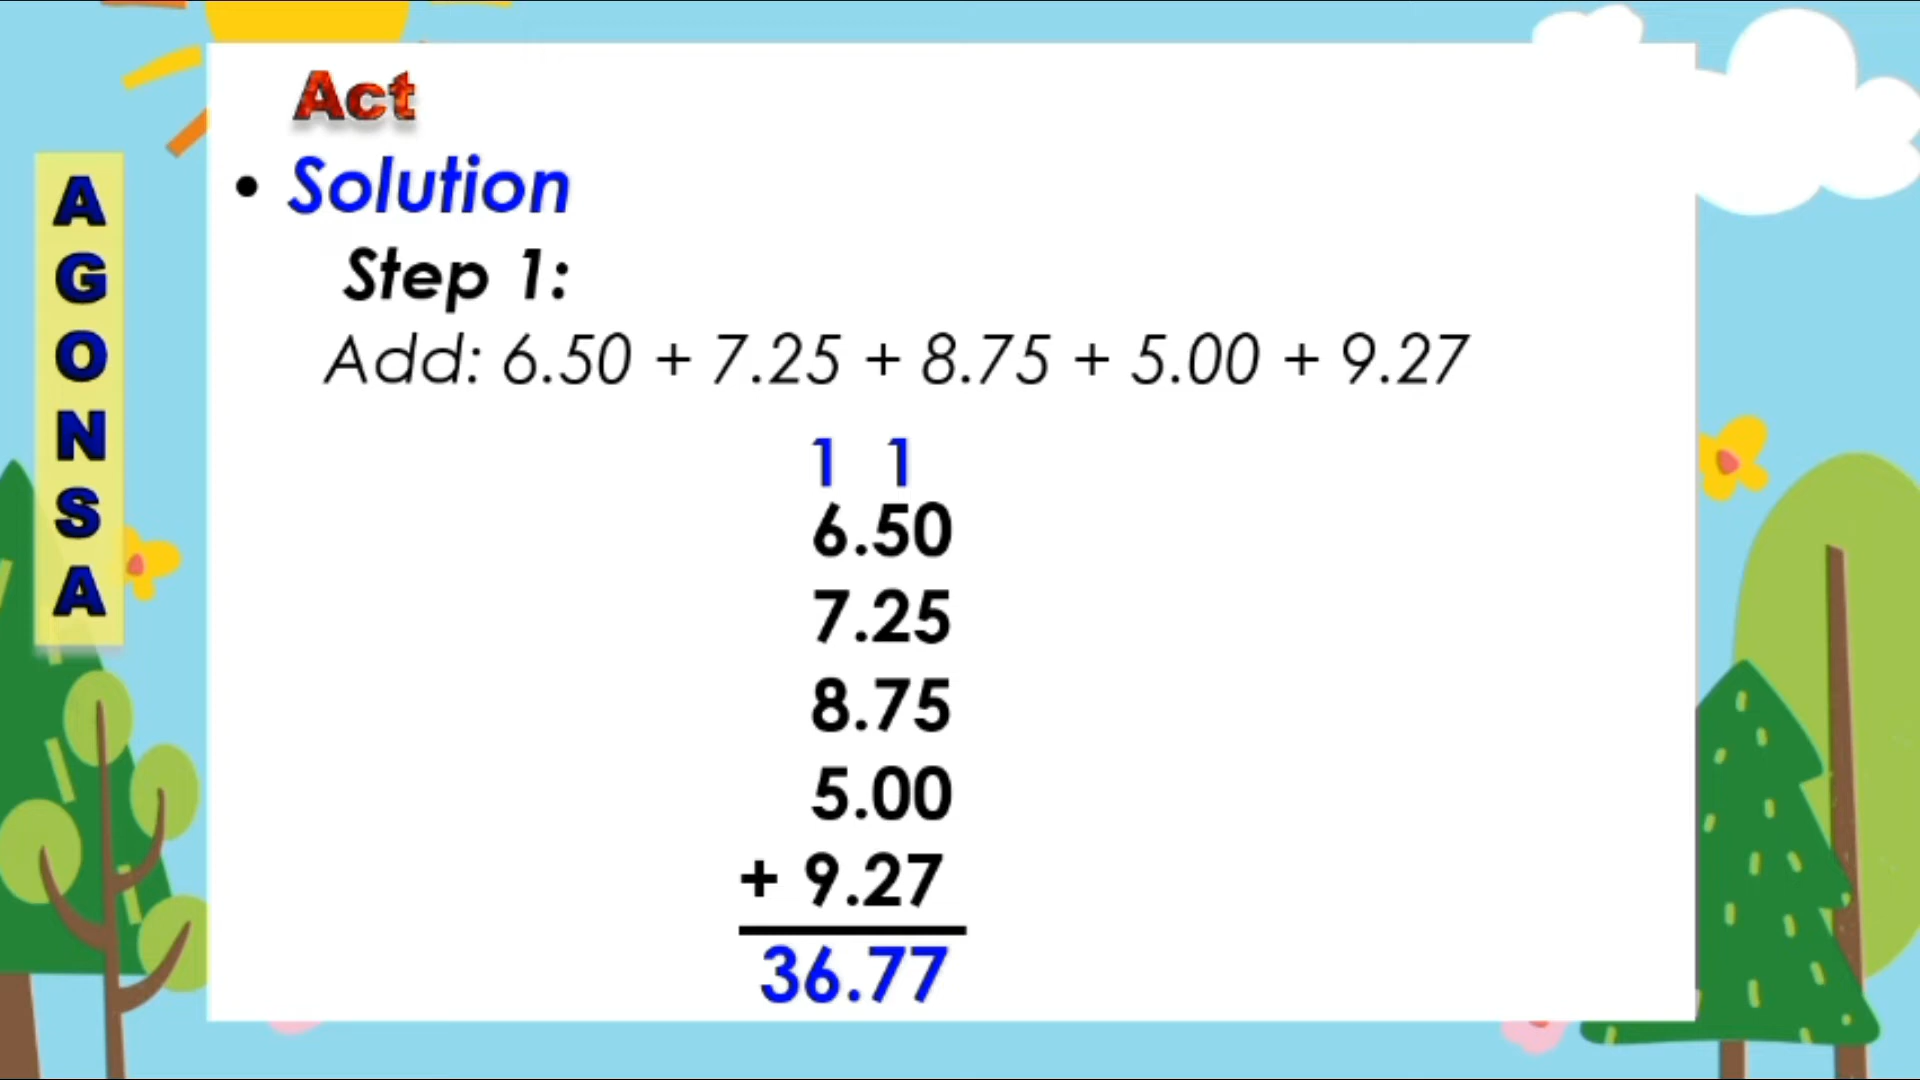 AGONSA
Act
• Solution
Step 1:
Add: 6.50 + 7.25 + 8.75 + 5.00 + 9.27
1 1
6.50
7.25
8.75
5.00
+ 9.27
36.77